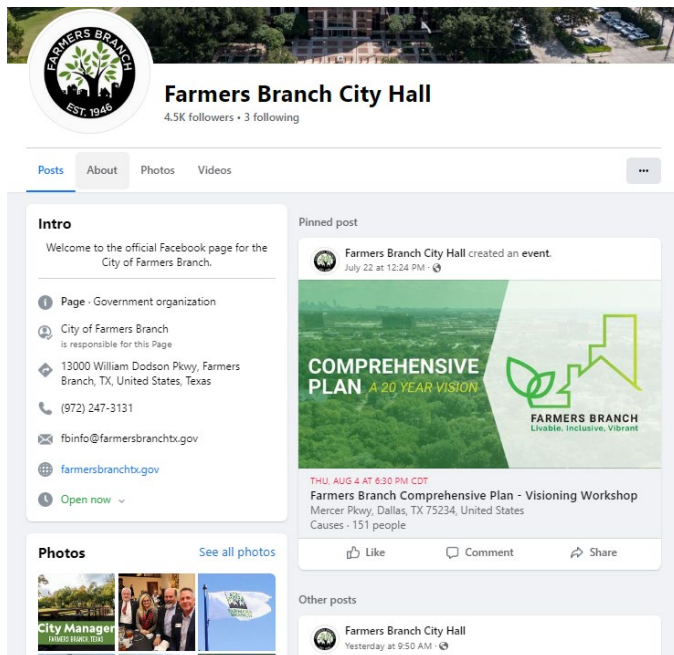 FARMERS BRANCH
EST. 1946
Farmers Branch City Hall
4.5K followers • 3 following
Posts
About
Photos
Videos
Intro
Welcome to the official Facebook page for the
City of Farmers Branch.
Page · Government organization
City of Farmers Branch
is responsible for this Page
13000 William Dodson Pkwy, Farmers
Branch, TX, United States, Texas
(972) 247-3131
fbinfo@farmersbranchtx.gov
farmersbranchtx.gov
Open now
Photos
See all photos
City Manager
FARMERS BRANCH, TEXAS
Pinned post
Farmers Branch City Hall created an event.
July 22 at 12:24 PM ·
COMPREHENSIVE
PLAN A 20 YEAR VISION
FARMERS BRANCH
Livable. Inclusive, Vibrant
THU, AUG 4 AT 6:30 PM CDT
Farmers Branch Comprehensive Plan - Visioning Workshop
Mercer Pkwy, Dallas, TX 75234, United States
Causes · 151 people
Like
Comment
Share
Other posts
Farmers Branch City Hall
Yesterday at 9:50 AM ·